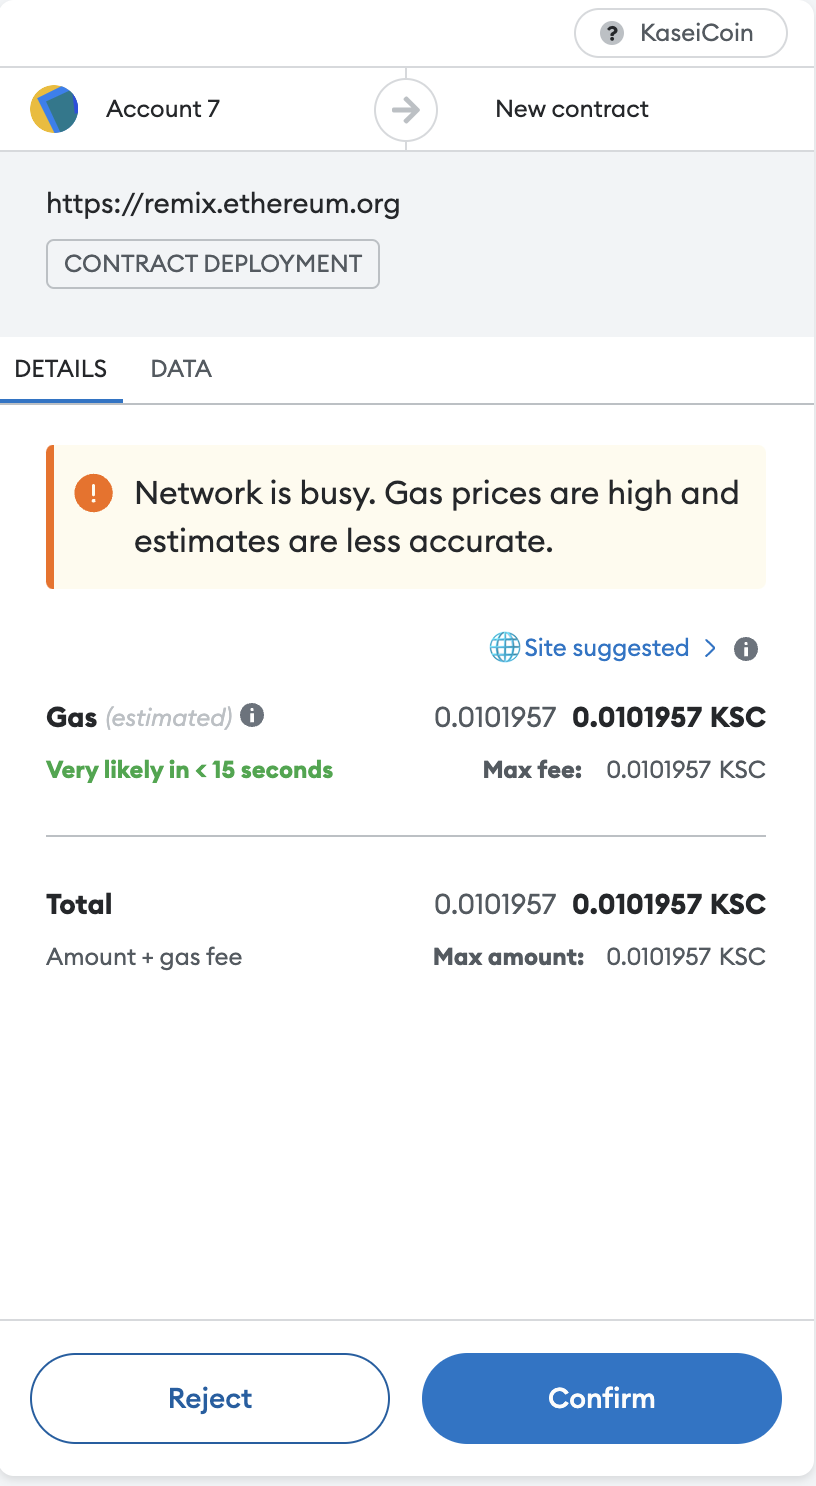 ? KaseiCoin
Account 7 New contract
https://remix.ethereum.org
CONTRACT DEPLOYMENT
DETAILS DATA
! Network is busy. Gas prices are high and
estimates are less accurate.
Site suggested > i
Gas (estimated) i 0.0101957 0.0101957 KSC
Very likely in < 15 seconds Max fee: 0.0101957 KSC
Total 0.0101957 0.0101957 KSC
Amount + gas fee Max amount: 0.0101957 KSC
Reject Confirm